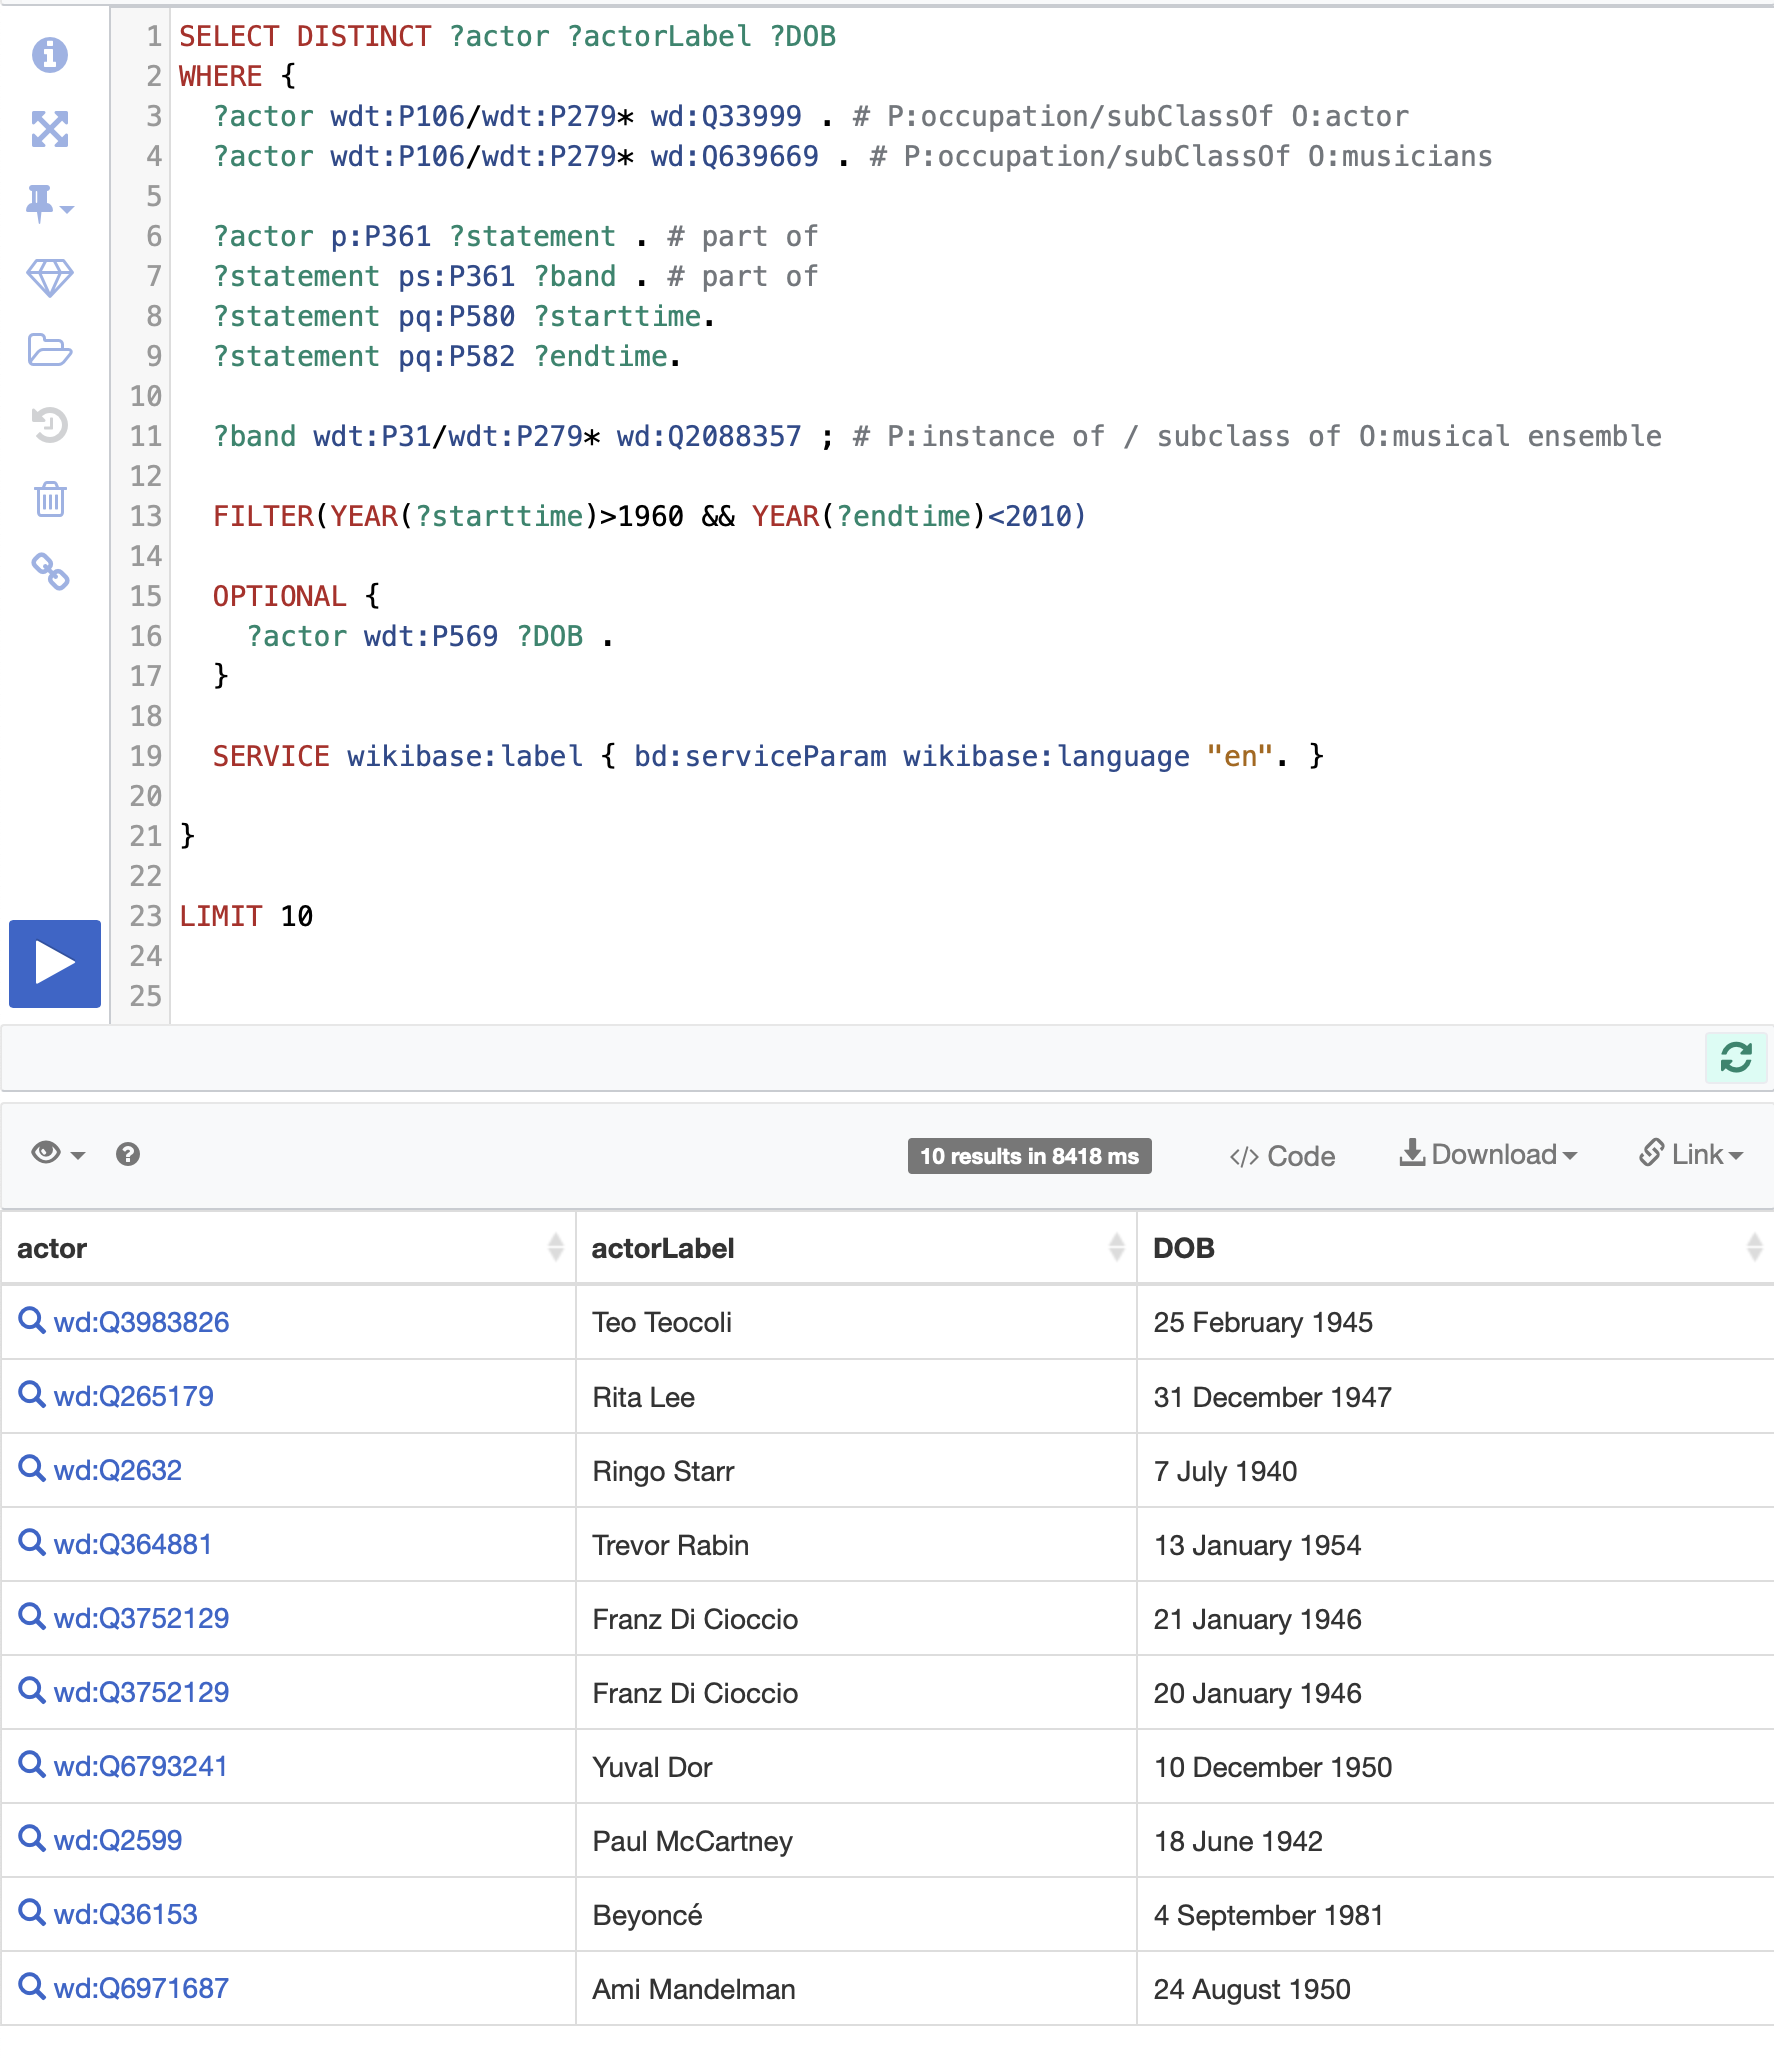 1 SELECT DISTINCT ?actor ?actorLabel ?DOB
2 WHERE {
3   ?actor wdt:P106/wdt:P279* wd:Q33999 . # P:occupation/subClassOf O:actor
4   ?actor wdt:P106/wdt:P279* wd:Q639669 . # P:occupation/subClassOf O:musicians
5
6   ?actor p:P361 ?statement . # part of
7   ?statement ps:P361 ?band . # part of
8   ?statement pq:P580 ?starttime.
9   ?statement pq:P582 ?endtime.
10
11   ?band wdt:P31/wdt:P279* wd:Q2088357 ; # P:instance of / subclass of O:musical ensemble
12
13   FILTER(YEAR(?starttime)>1960 && YEAR(?endtime)<2010)
14
15   OPTIONAL {
16     ?actor wdt:P569 ?DOB .
17   }
18
19   SERVICE wikibase:label { bd:serviceParam wikibase:language "en". }
20
21 }
22
23 LIMIT 10
24
25
10 results in 8418 ms </> Code Download Link
actor actorLabel DOB
wd:Q3983826 Teo Teocoli 25 February 1945
wd:Q265179 Rita Lee 31 December 1947
wd:Q2632 Ringo Starr 7 July 1940
wd:Q364881 Trevor Rabin 13 January 1954
wd:Q3752129 Franz Di Cioccio 21 January 1946
wd:Q3752129 Franz Di Cioccio 20 January 1946
wd:Q6793241 Yuval Dor 10 December 1950
wd:Q2599 Paul McCartney 18 June 1942
wd:Q36153 Beyoncé 4 September 1981
wd:Q6971687 Ami Mandelman 24 August 1950